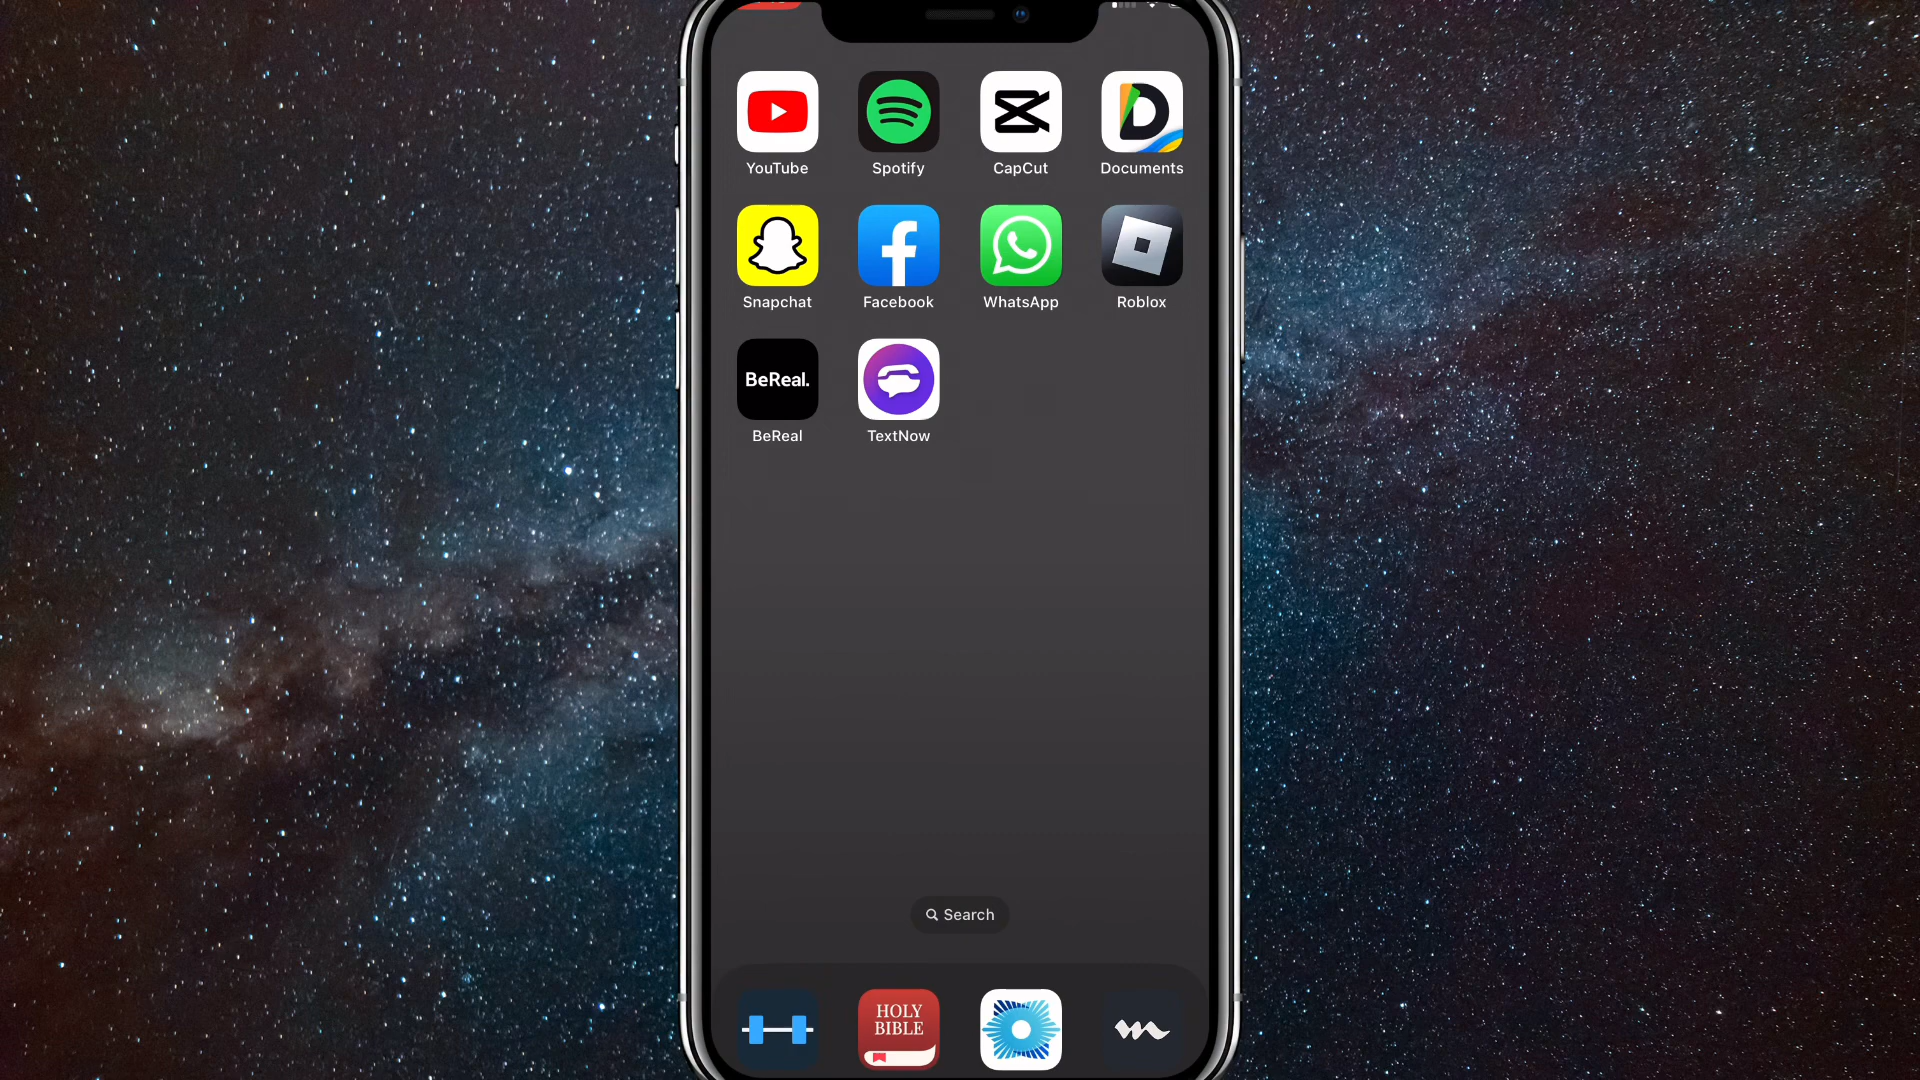 YouTube Spotify CapCut Documents
Snapchat Facebook WhatsApp Roblox
BeReal.
BeReal TextNow
Search
HOLY
BIBLE